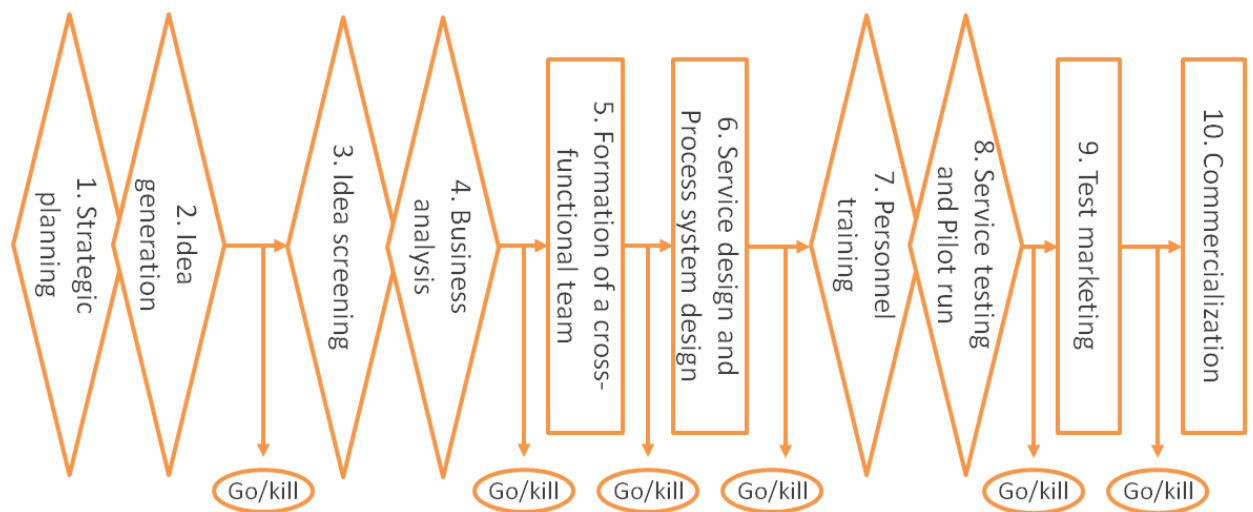 1. Strategic
planning
2. Idea
generation
3. Idea screening
4. Business
analysis
5. Formation of a cross-
functional team
6. Service design and
Process system design
7. Personnel
training
8. Service testing
and Pilot run
9. Test marketing
10. Commercialization
Go/kill
Go/kill
Go/kill
Go/kill
Go/kill
Go/kill